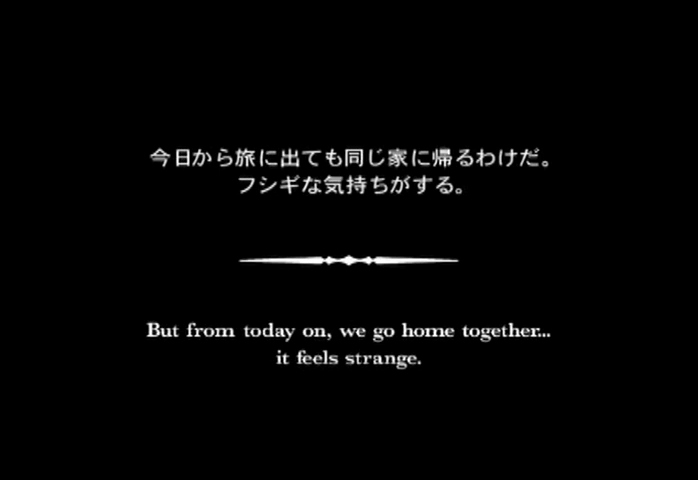 今日から旅に出ても同じ家に帰るわけだ。
フシギな気持ちがする。
But from today on, we go home together...
it feels strange.